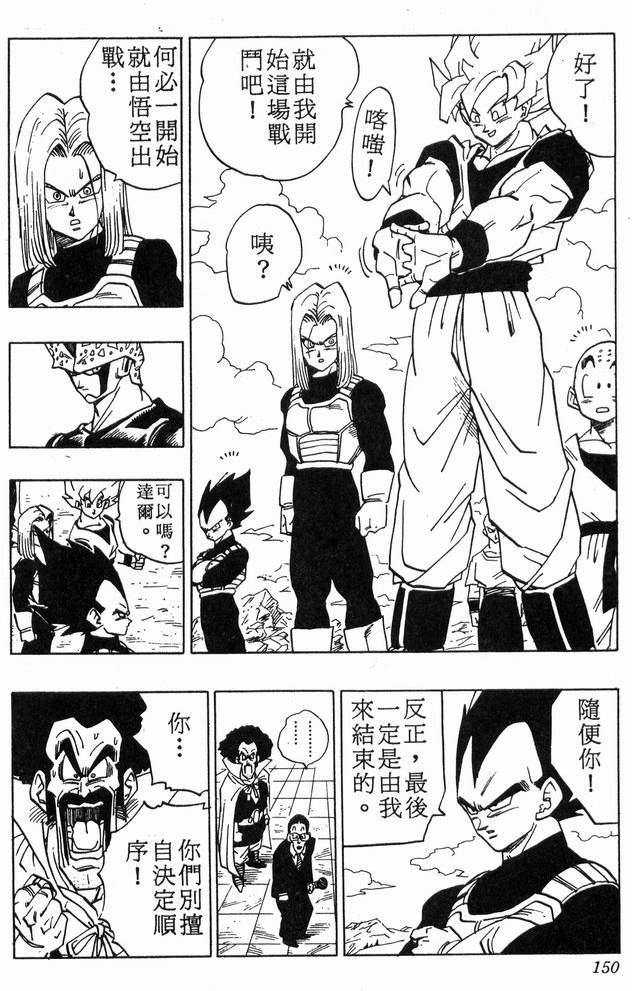 好了！
喀嗤！
就由我開
始這場戰
鬥吧！
咦？
何必一開始
就由悟空出
戰…
可以嗎？
達爾。
隨便你！
反正，最後
一定是由我
來結束的。
……
你…
你們別擅
自決定順
序！
150